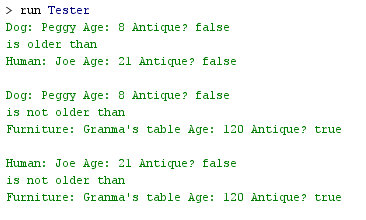 > run Tester
Dog: Peggy Age: 8 Antique? false
is older than
Human: Joe Age: 21 Antique? false
Dog: Peggy Age: 8 Antique? false
is not older than
Furniture: Granma's table Age: 120 Antique? true
Human: Joe Age: 21 Antique? false
is not older than
Furniture: Granma's table Age: 120 Antique? true